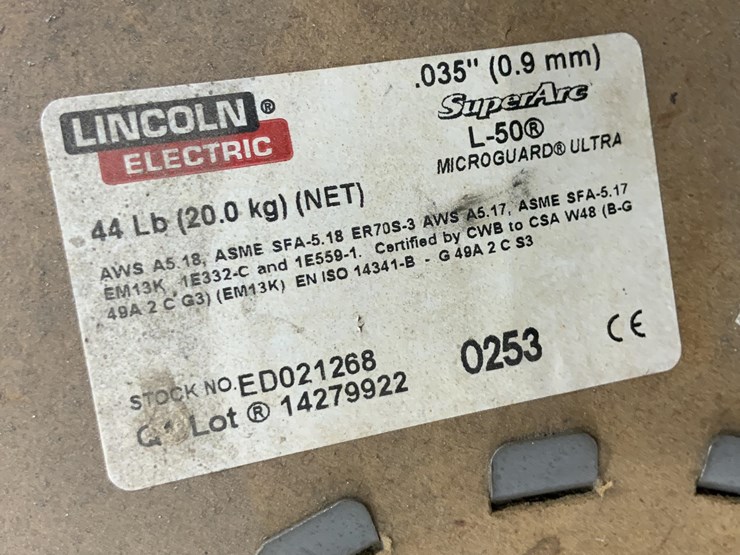 LINCOLN ®
ELECTRIC
.035" (0.9 mm)
SuperArc
L-50®
MICROGUARD® ULTRA
44 Lb (20.0 kg) (NET)
AWS A5.18, ASME SFA-5.18 ER70S-3 AWS A5.17, ASME SFA-5.17
EM13K, 1E332-C and 1E559-1. Certified by CWB to CSA W48 (B-G
49A 2 C G3) (EM13K) EN ISO 14341-B - G 49A 2 C S3
STOCK NO.ED021268
Lot ® 14279922
0253
CE